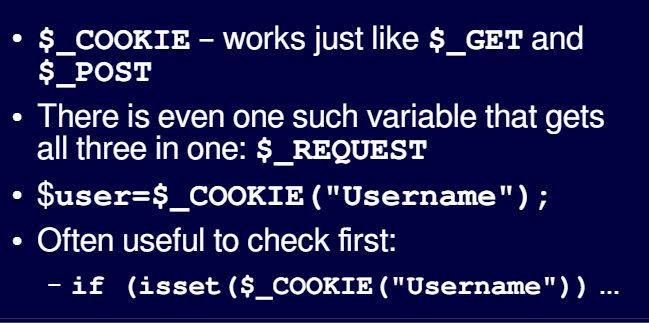 • $_COOKIE – works just like $_GET and
$_POST
• There is even one such variable that gets
all three in one: $_REQUEST
• $user=$_COOKIE("Username");
• Often useful to check first:
– if (isset($_COOKIE("Username")) ...